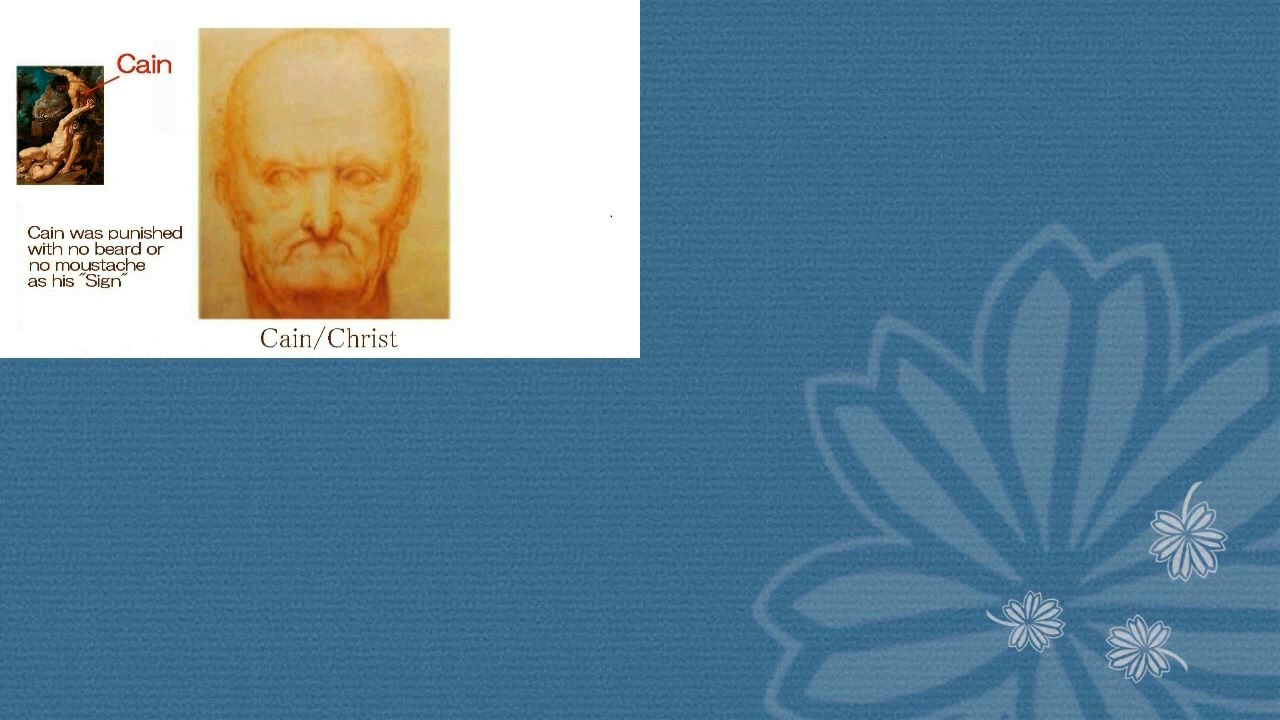 Cain
Cain was punished
with no beard or
no moustache
as his "Sign"
Cain/Christ